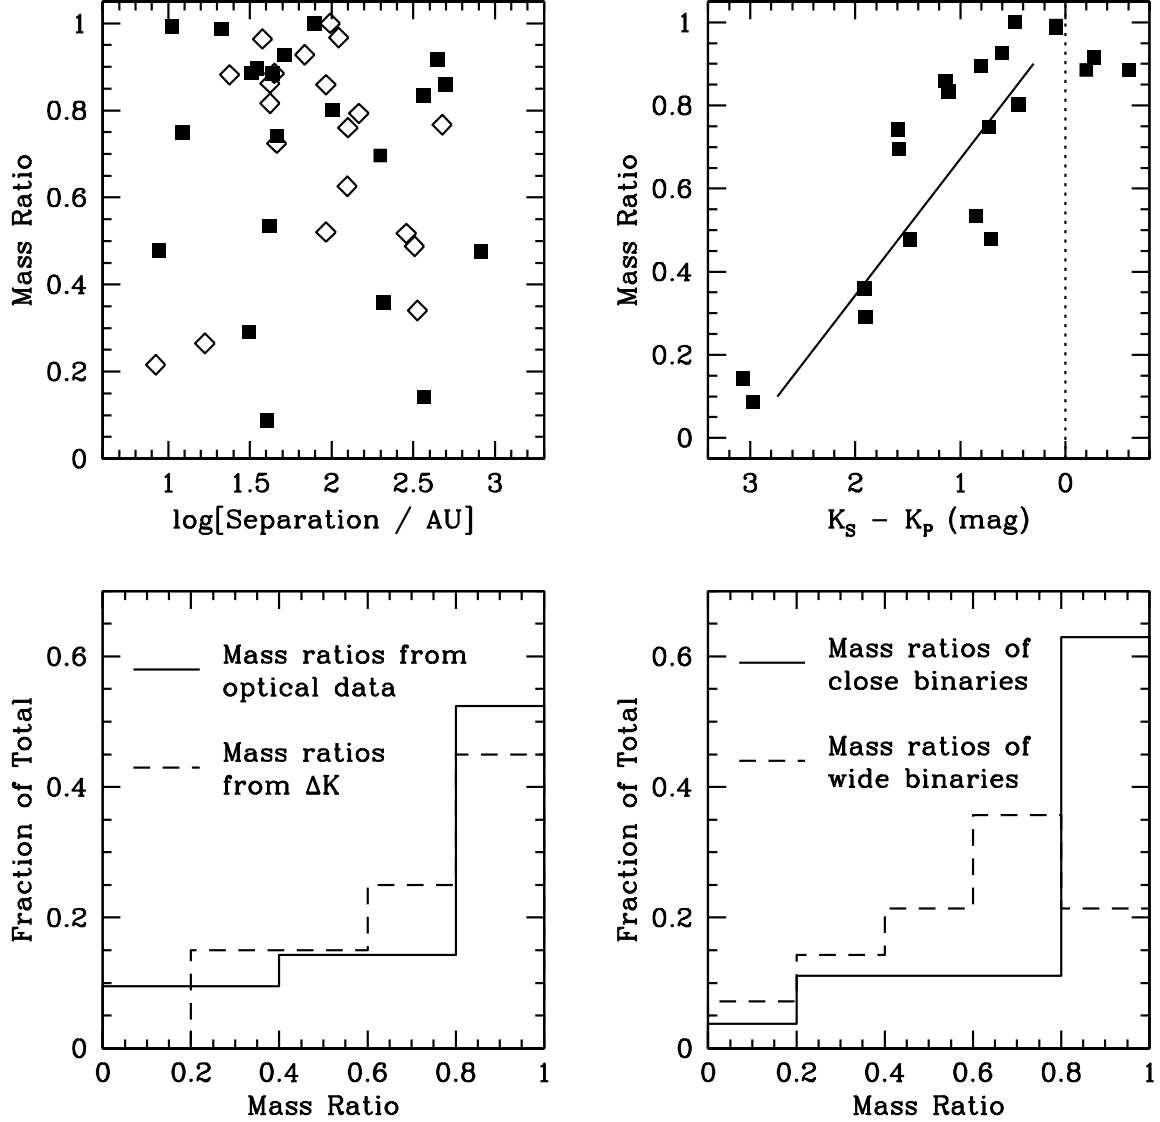 1
0.8
0.6
0.4
0.2
0
Mass Ratio
1 1.5 2 2.5 3
log[Separation / AU]
1
0.8
0.6
0.4
0.2
0
Mass Ratio
3 2 1 0
K_S − K_P (mag)
0.6
0.4
0.2
0
Fraction of Total
Mass ratios from
optical data
Mass ratios
from ΔK
0 0.2 0.4 0.6 0.8 1
Mass Ratio
0.6
0.4
0.2
0
Fraction of Total
Mass ratios of
close binaries
Mass ratios of
wide binaries
0 0.2 0.4 0.6 0.8 1
Mass Ratio